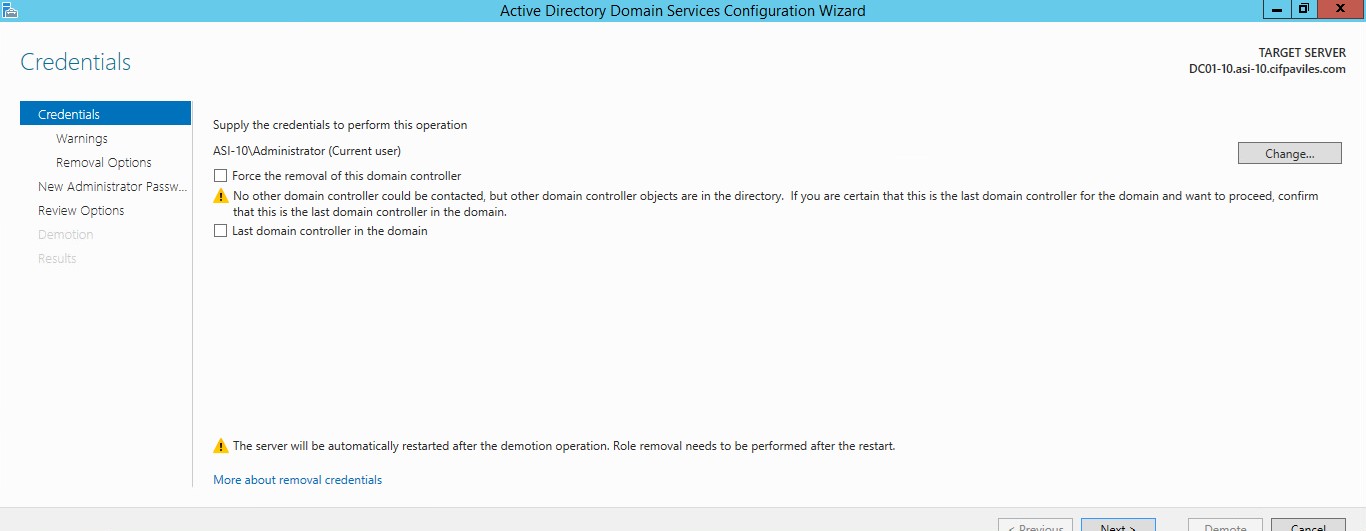 Active Directory Domain Services Configuration Wizard
Credentials
TARGET SERVER
DC01-10.asi-10.cifpaviles.com
Credentials
Warnings
Removal Options
New Administrator Passw...
Review Options
Demotion
Results
Supply the credentials to perform this operation
ASI-10\Administrator (Current user)
Change...
Force the removal of this domain controller
No other domain controller could be contacted, but other domain controller objects are in the directory.  If you are certain that this is the last domain controller for the domain and want to proceed, confirm
that this is the last domain controller in the domain.
Last domain controller in the domain
The server will be automatically restarted after the demotion operation. Role removal needs to be performed after the restart.
More about removal credentials
< Previous
Next >
Demote
Cancel